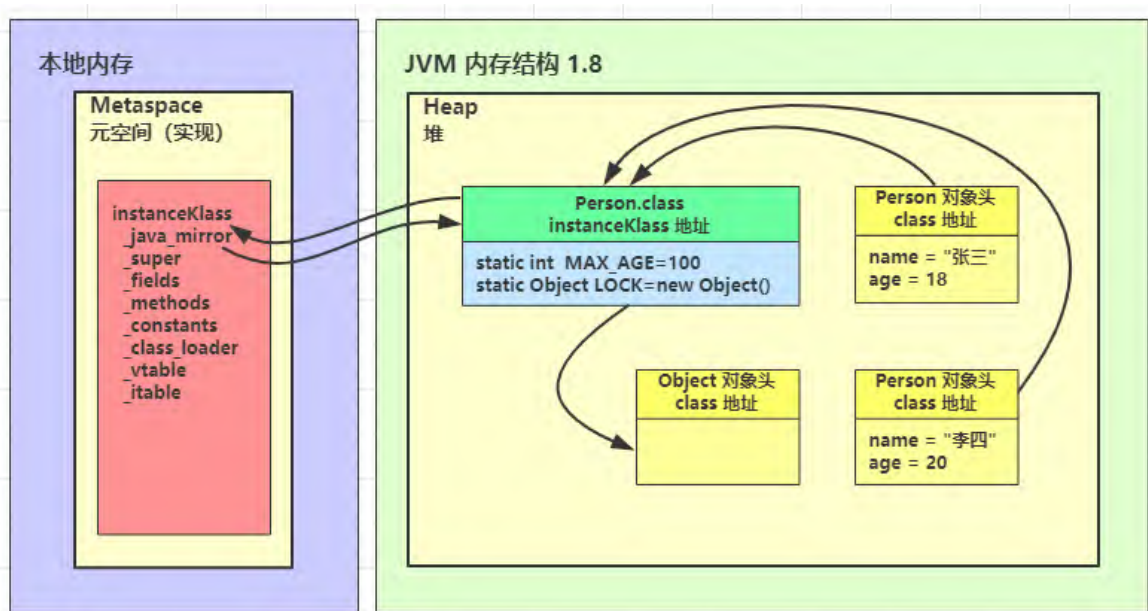 本地内存
Metaspace
元空间（实现）
instanceKlass
_java_mirror
_super
_fields
_methods
_constants
_class_loader
_vtable
_itable
JVM 内存结构 1.8
Heap
堆
Person.class
instanceKlass 地址
static int  MAX_AGE=100
static Object LOCK=new Object()
Person 对象头
class 地址
name = "张三"
age = 18
Object 对象头
class 地址
Person 对象头
class 地址
name = "李四"
age = 20